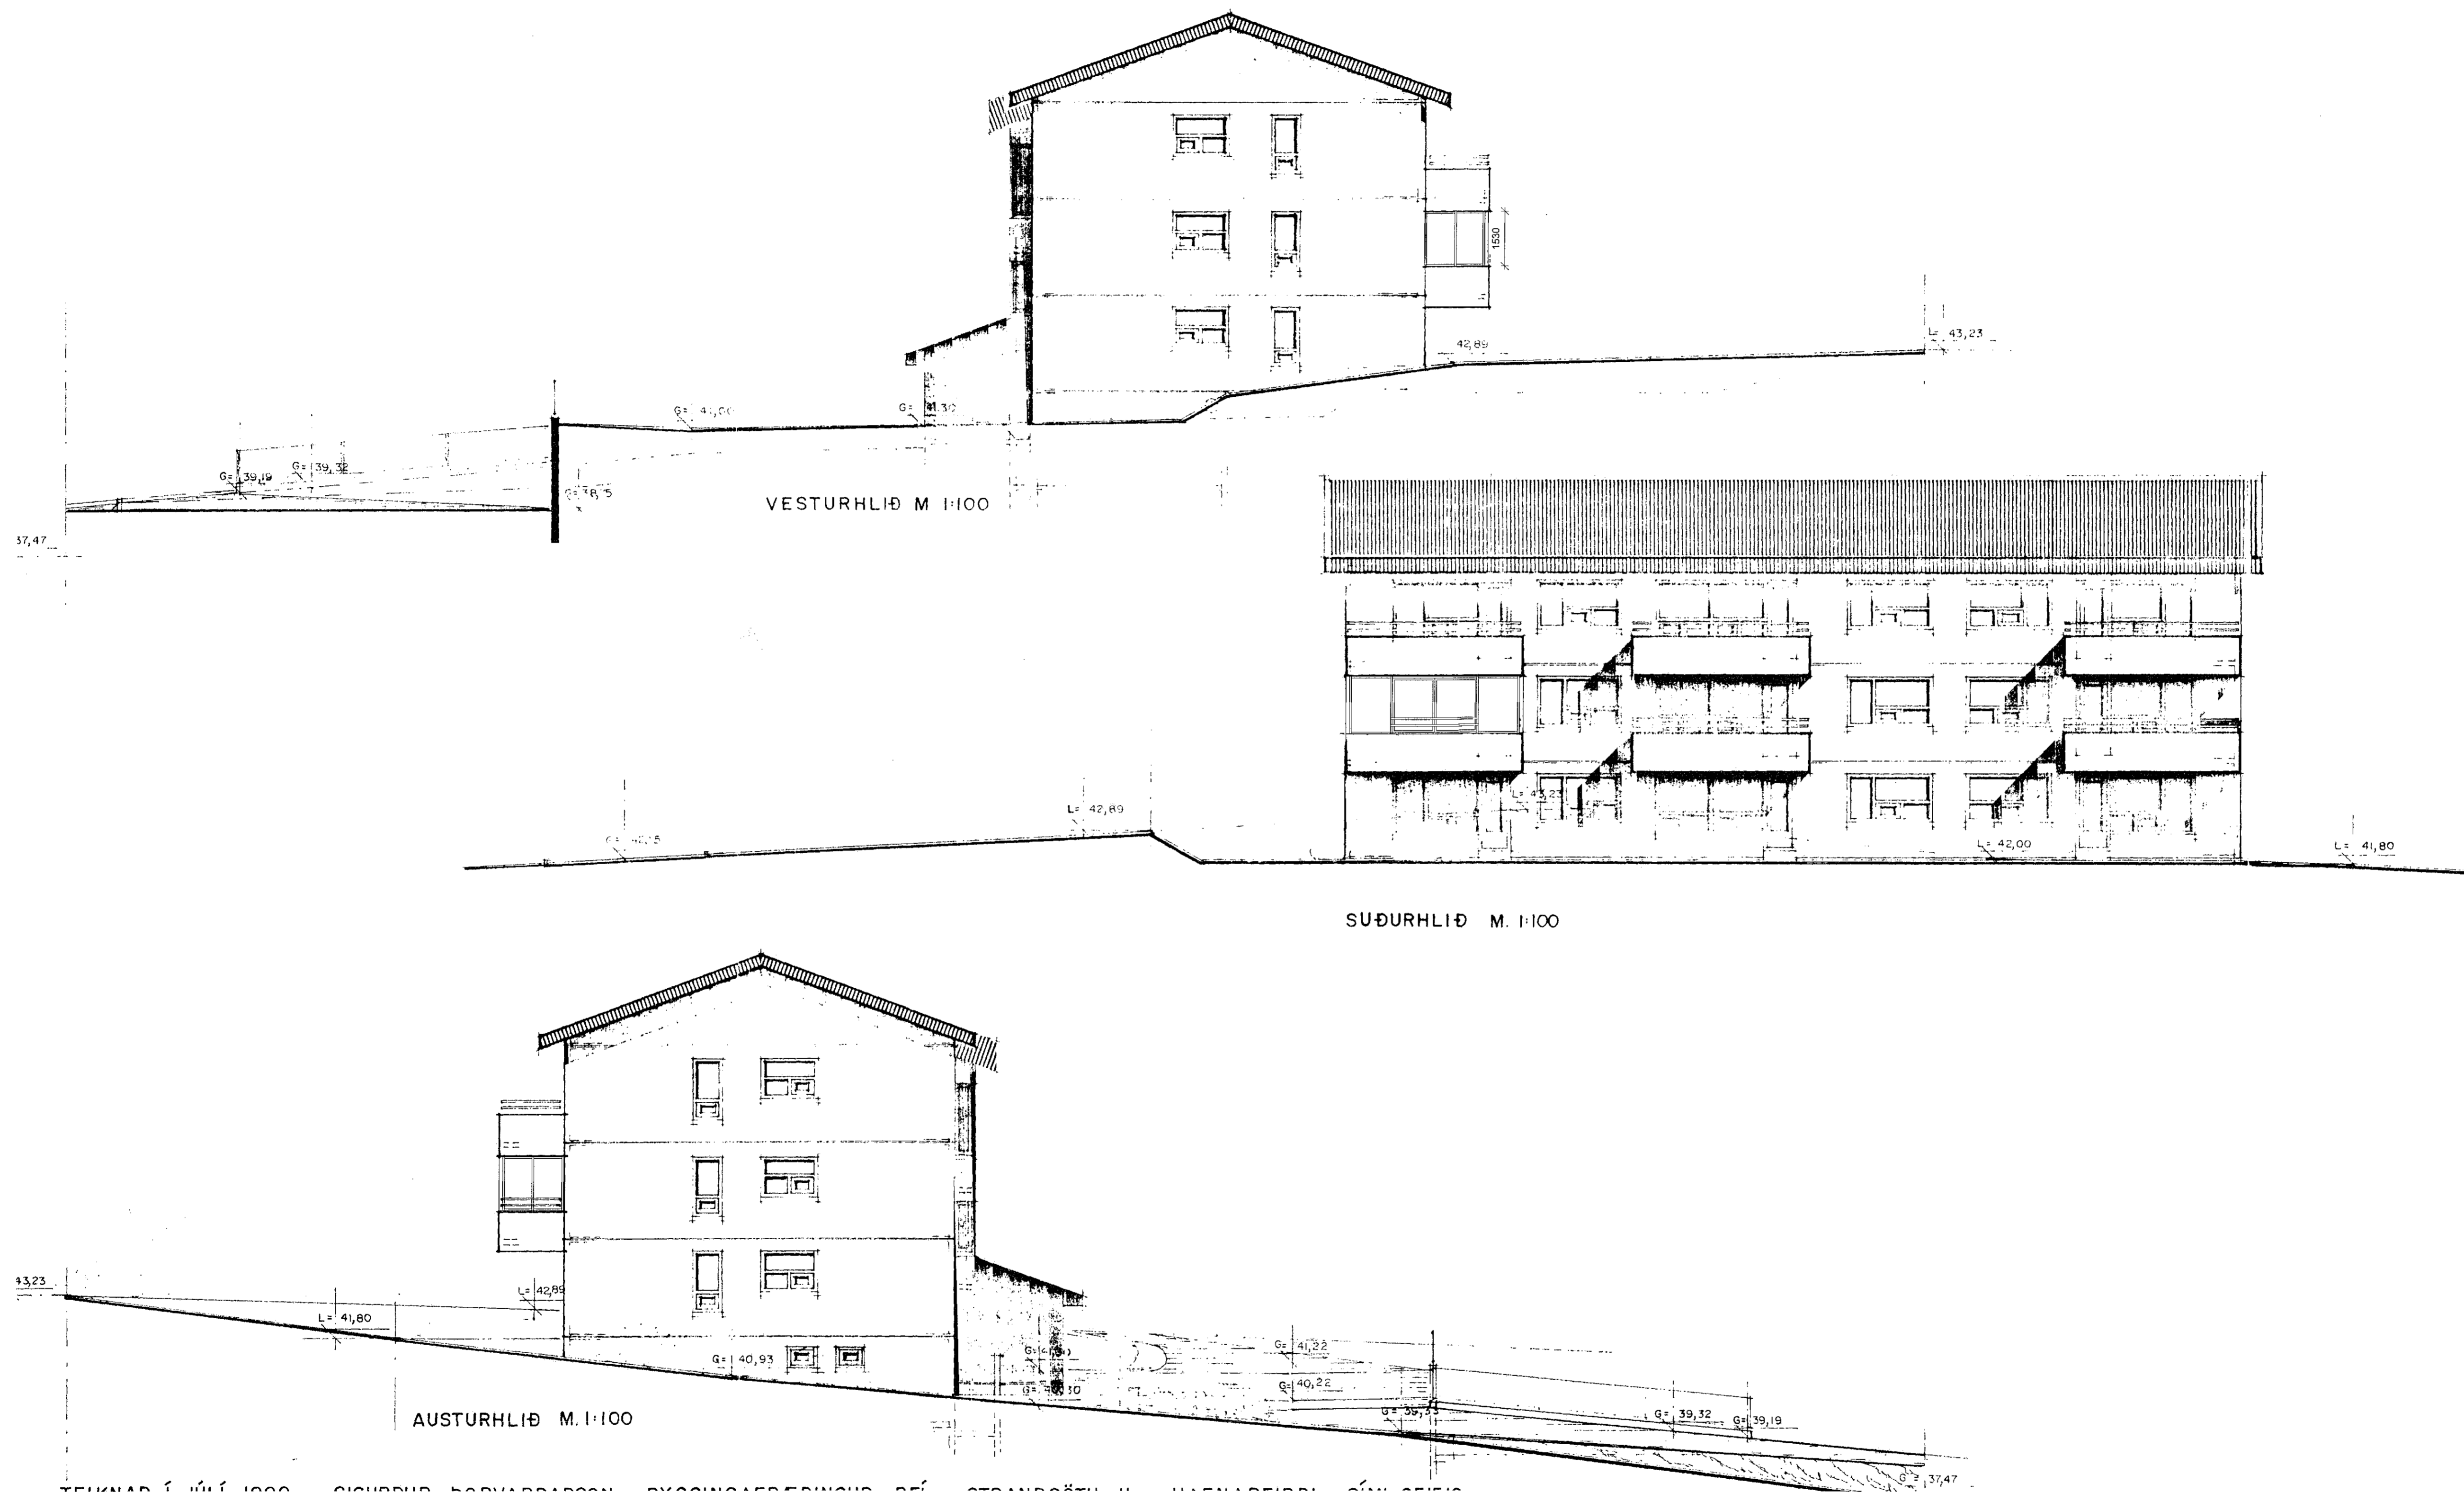 1530
L= 43,23
42,89
G= 41,00
G= 41.30
G= 39,32
G= 39,19
VESTURHLIÐ M 1:100
37,47
L= 43,23
L= 42,89
L= 42,00
L= 41,80
SUÐURHLIÐ M. 1:100
43,23
L= 42,89
L= 41,80
G= 40,93
G= 41,22
G= 40,22
G= 39,32
G= 39,19
AUSTURHLIÐ M. 1:100
G= 37,47